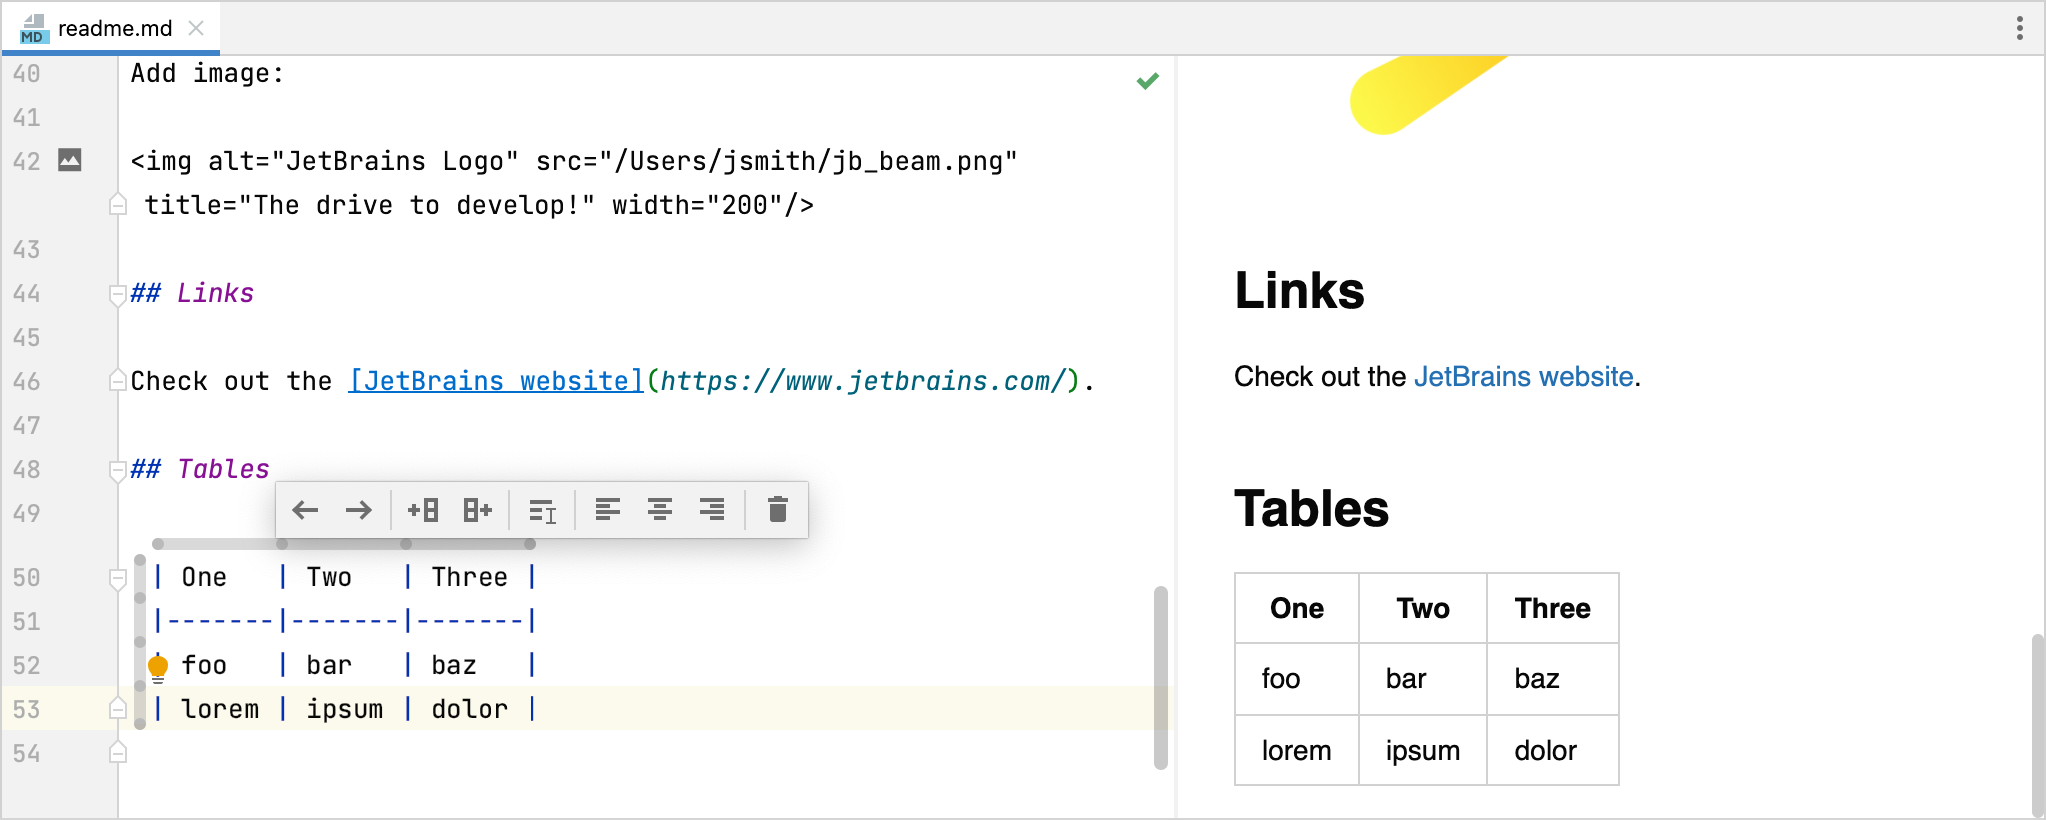 MD readme.md
40 Add image:
41
42 <img alt="JetBrains Logo" src="/Users/jsmith/jb_beam.png"
title="The drive to develop!" width="200"/>
43
44 ## Links
45
46 Check out the [JetBrains website](https://www.jetbrains.com/).
47
48 ## Tables
49
50 | One | Two | Three |
51 |-------|-------|-------|
52 | foo | bar | baz |
53 | lorem | ipsum | dolor |
54
Links
Check out the JetBrains website.
Tables
One Two Three
foo bar baz
lorem ipsum dolor